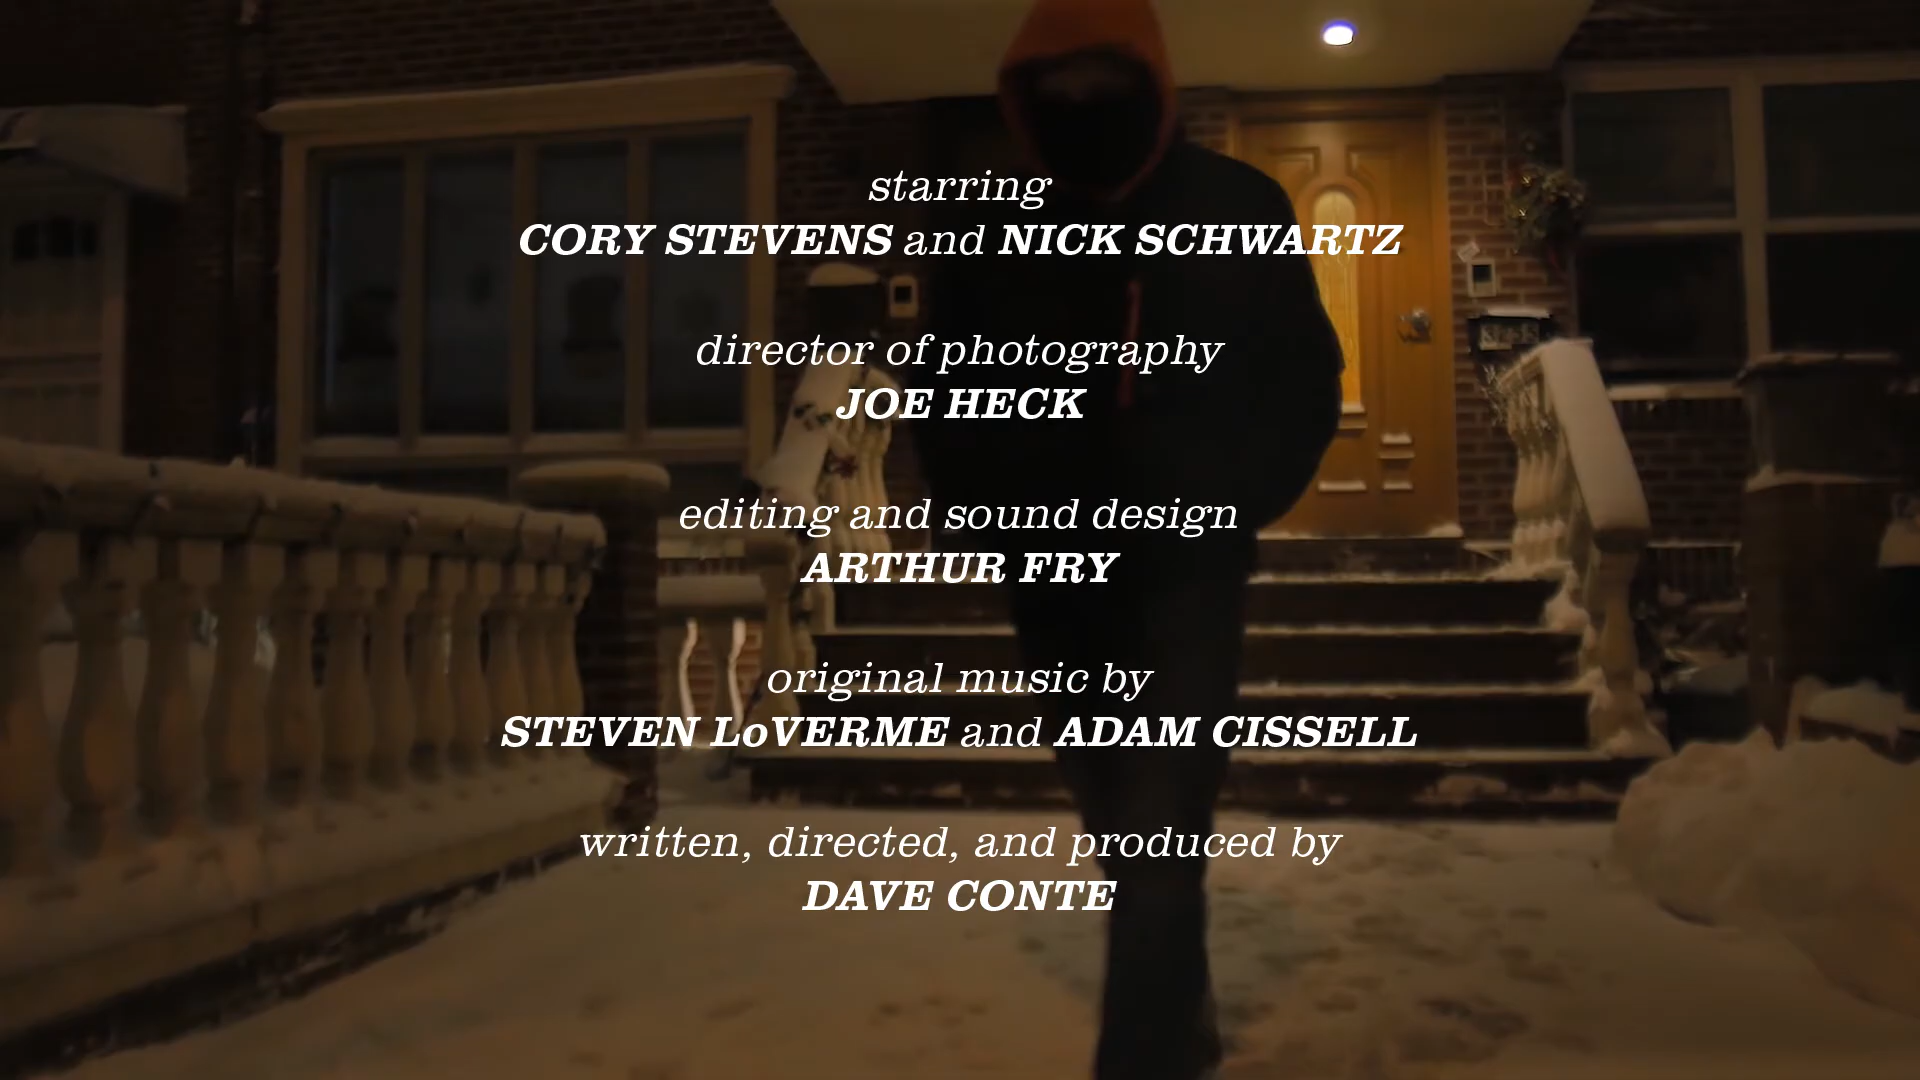 starring
CORY STEVENS and NICK SCHWARTZ
director of photography
JOE HECK
editing and sound design
ARTHUR FRY
original music by
STEVEN LoVERME and ADAM CISSELL
written, directed, and produced by
DAVE CONTE